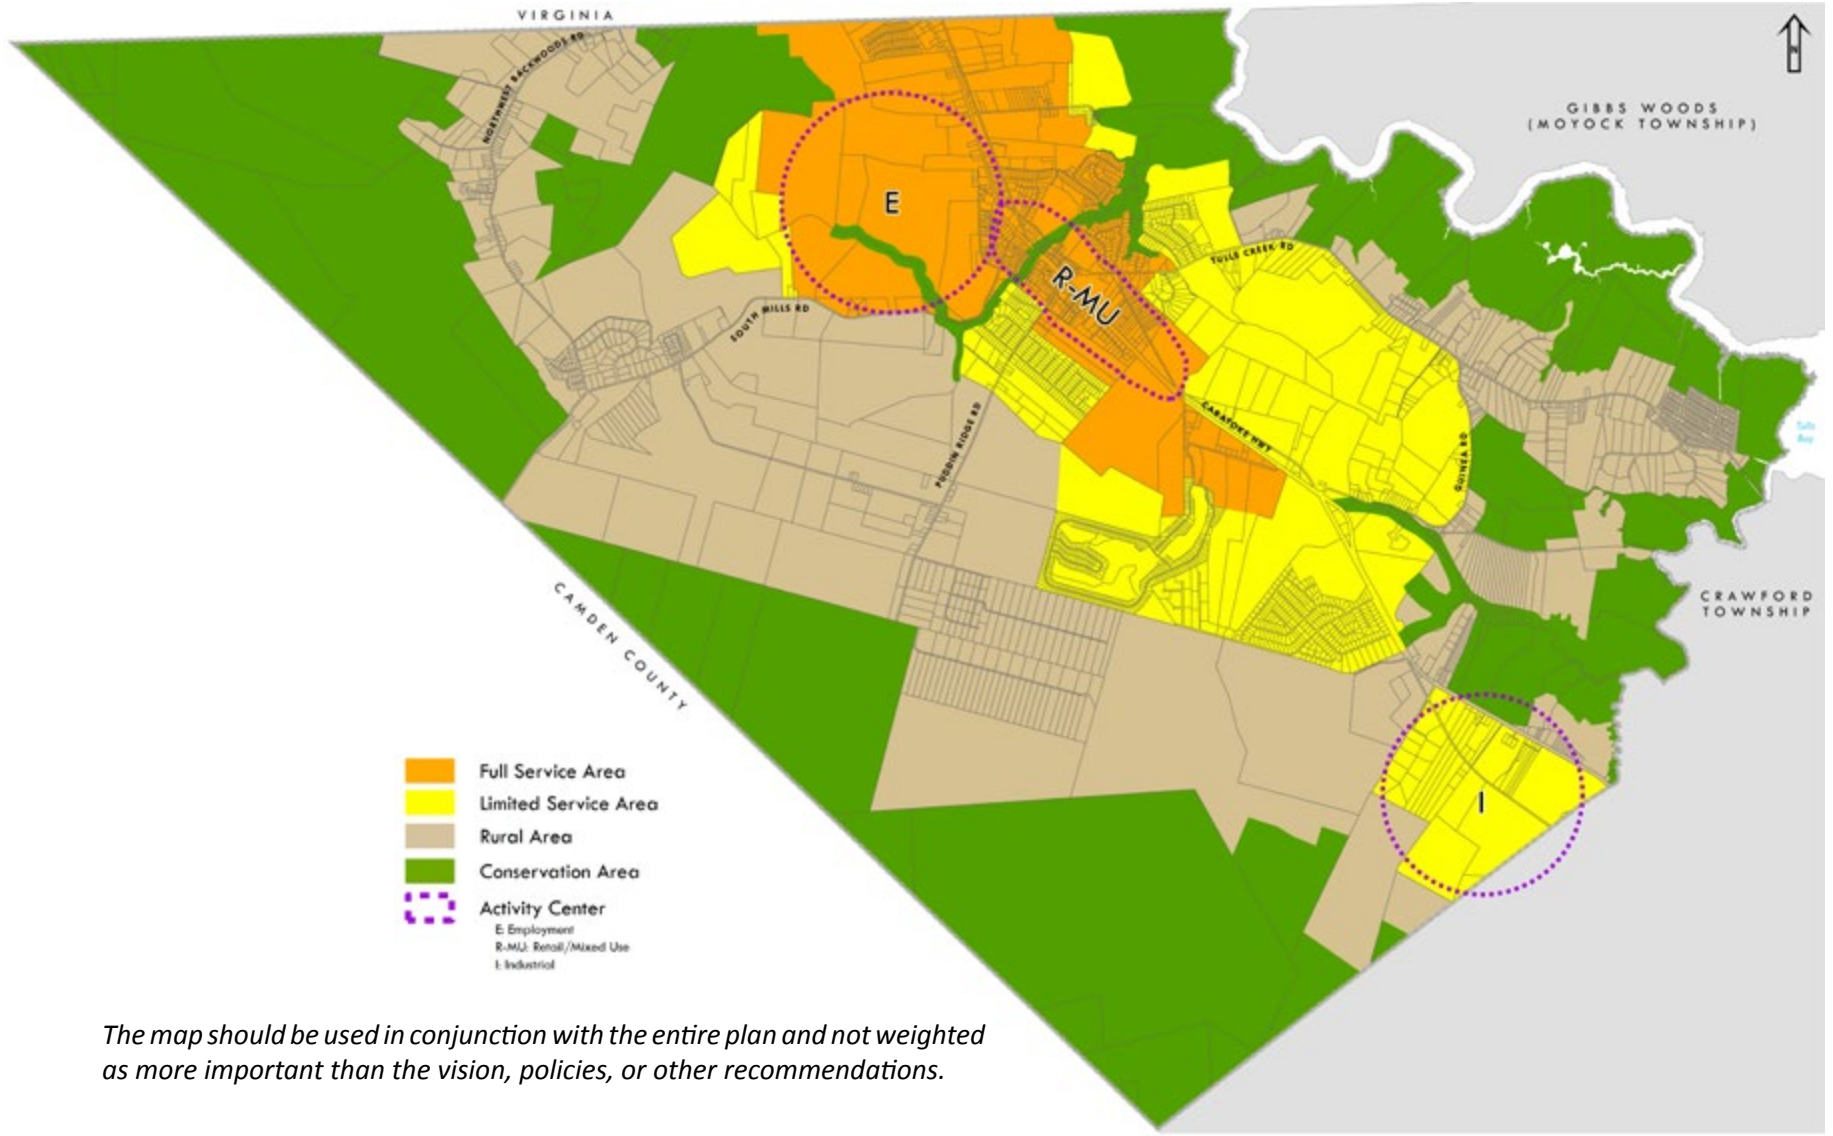 VIRGINIA
N
GIBBS WOODS
(MOYOCK TOWNSHIP)
NORTHWEST BACKWOODS RD
E
R-MU
TULLS CREEK RD
SOUTH MILLS RD
CARATOKE HWY
PUDDIN RIDGE RD
GUINEA RD
Tulls
Bay
CRAWFORD
TOWNSHIP
CAMDEN COUNTY
I
Full Service Area
Limited Service Area
Rural Area
Conservation Area
Activity Center
E: Employment
R-MU: Retail/Mixed Use
I: Industrial
The map should be used in conjunction with the entire plan and not weighted
as more important than the vision, policies, or other recommendations.